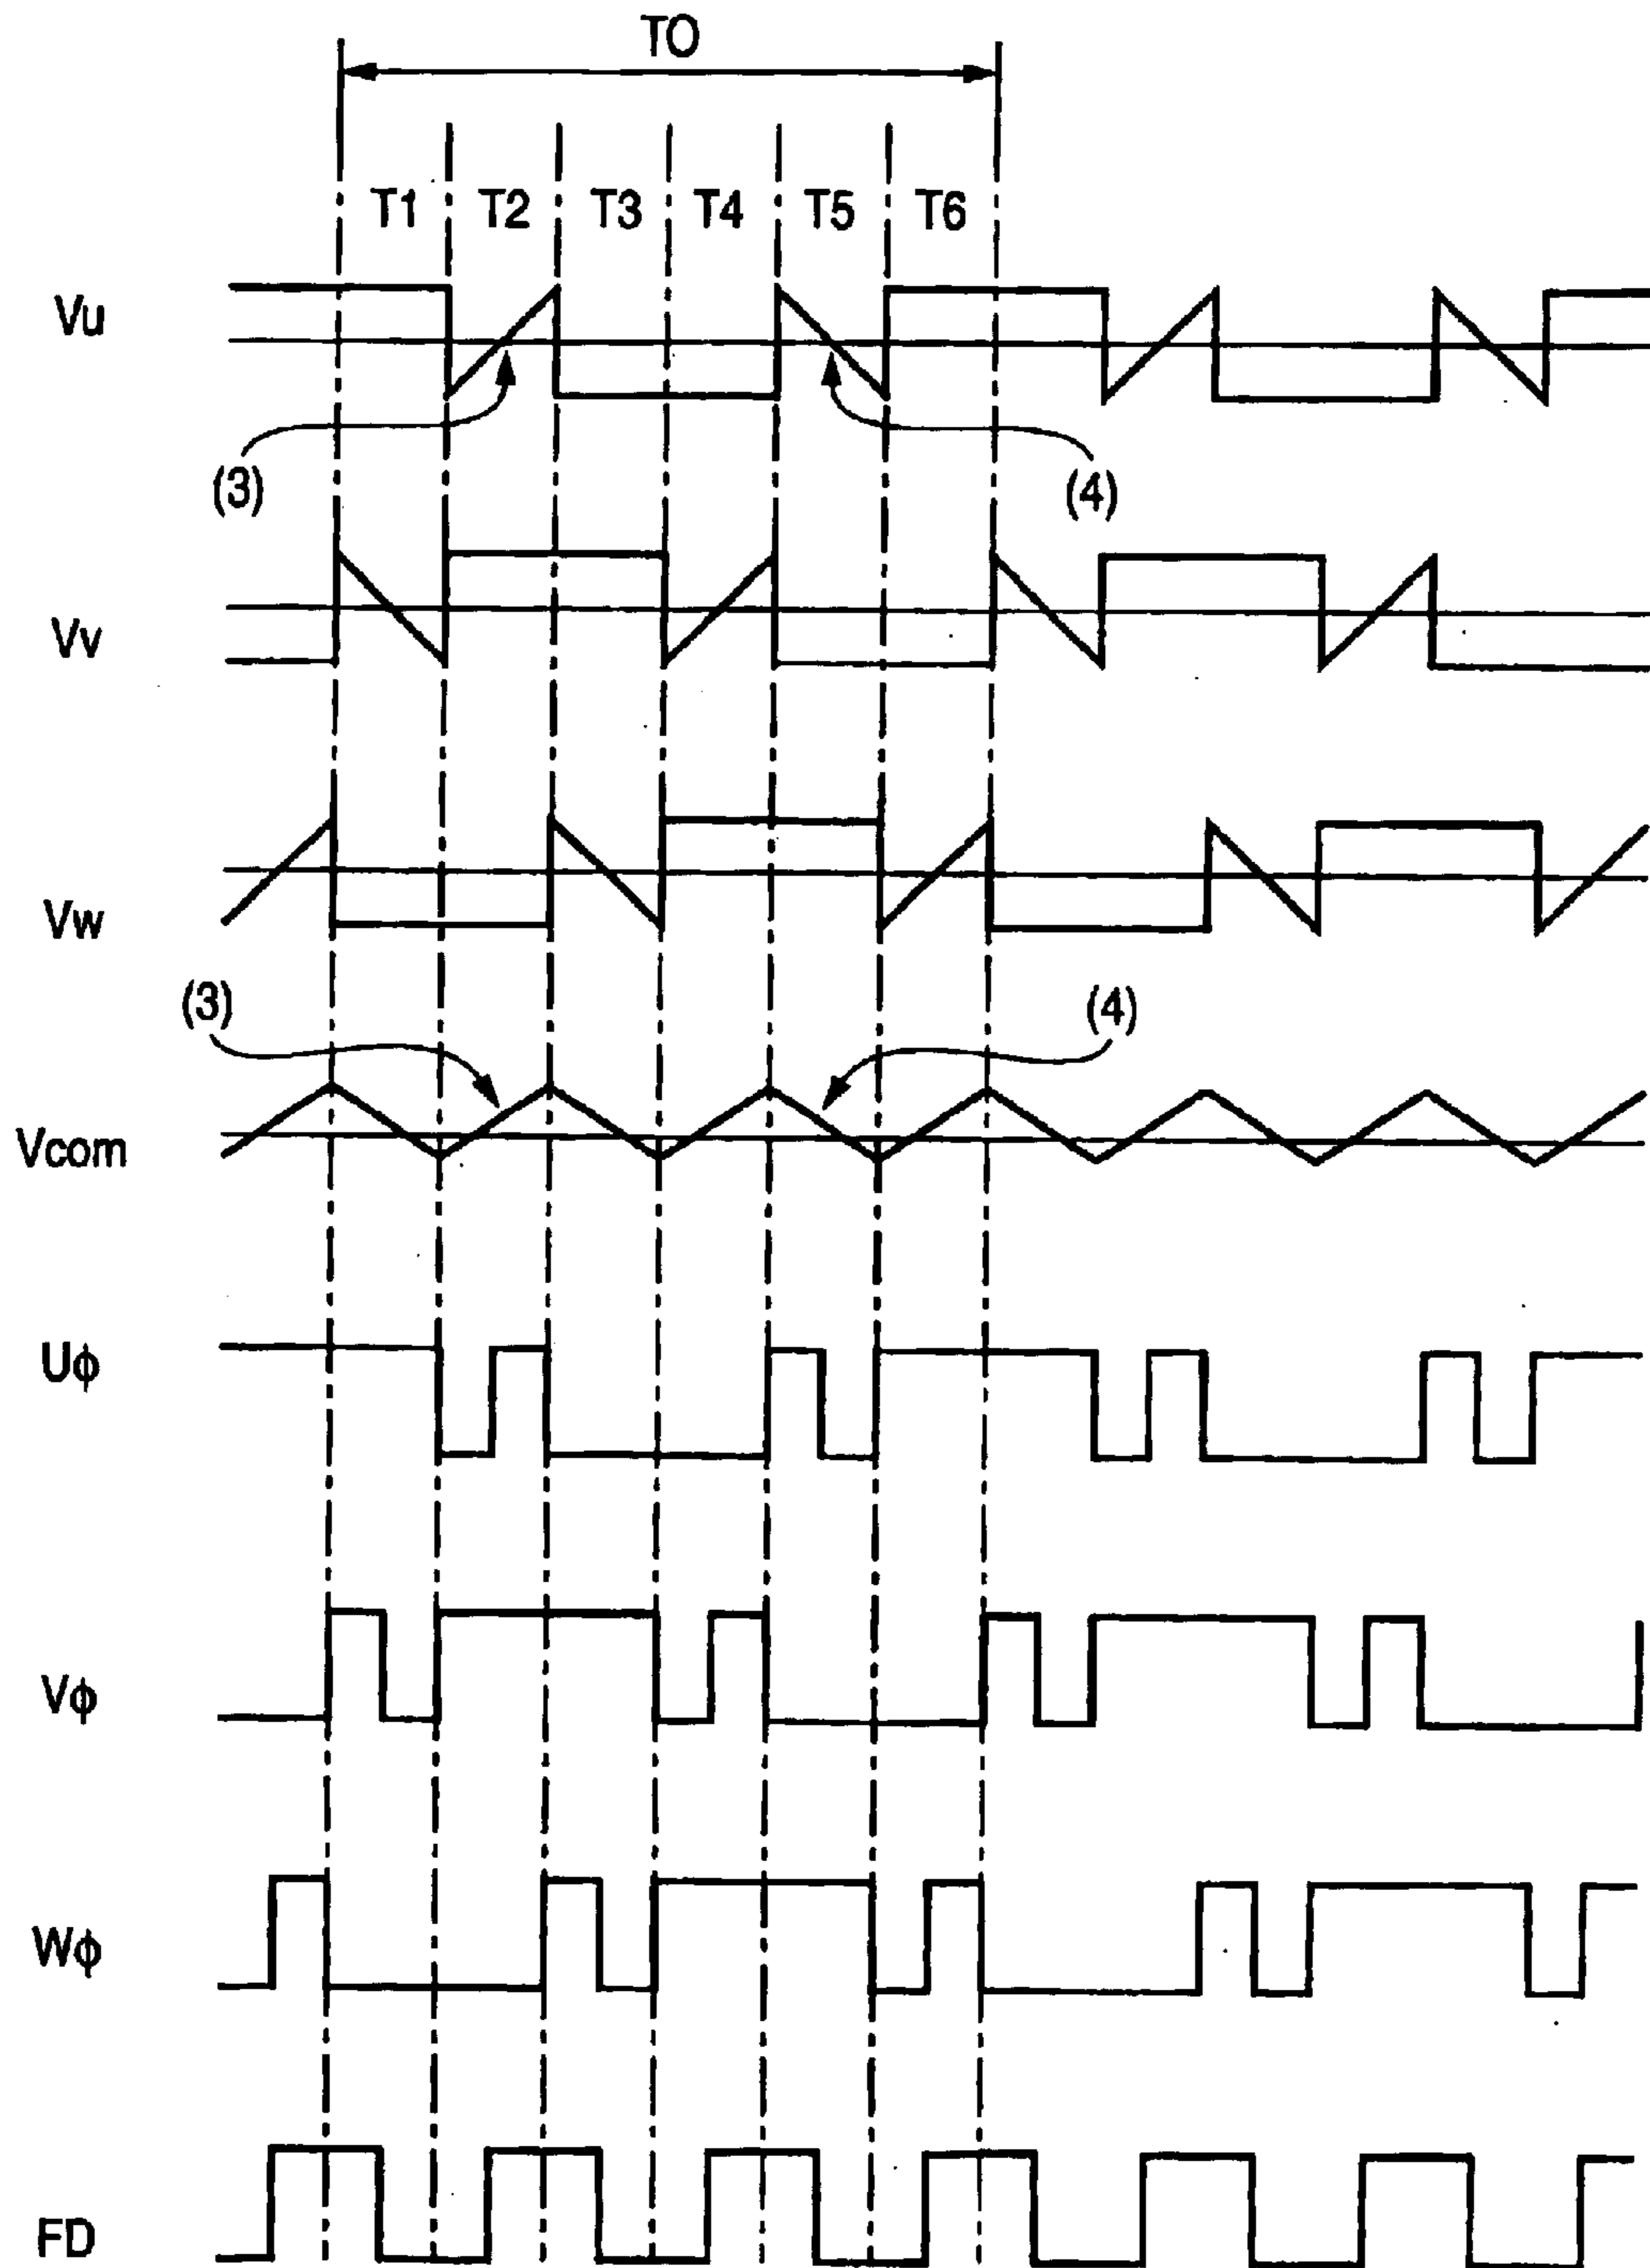 TO
T1 T2 T3 T4 T5 T6
Vu
(3) (4)
Vv
Vw
(3) (4)
Vcom
Uϕ
Vϕ
Wϕ
FD